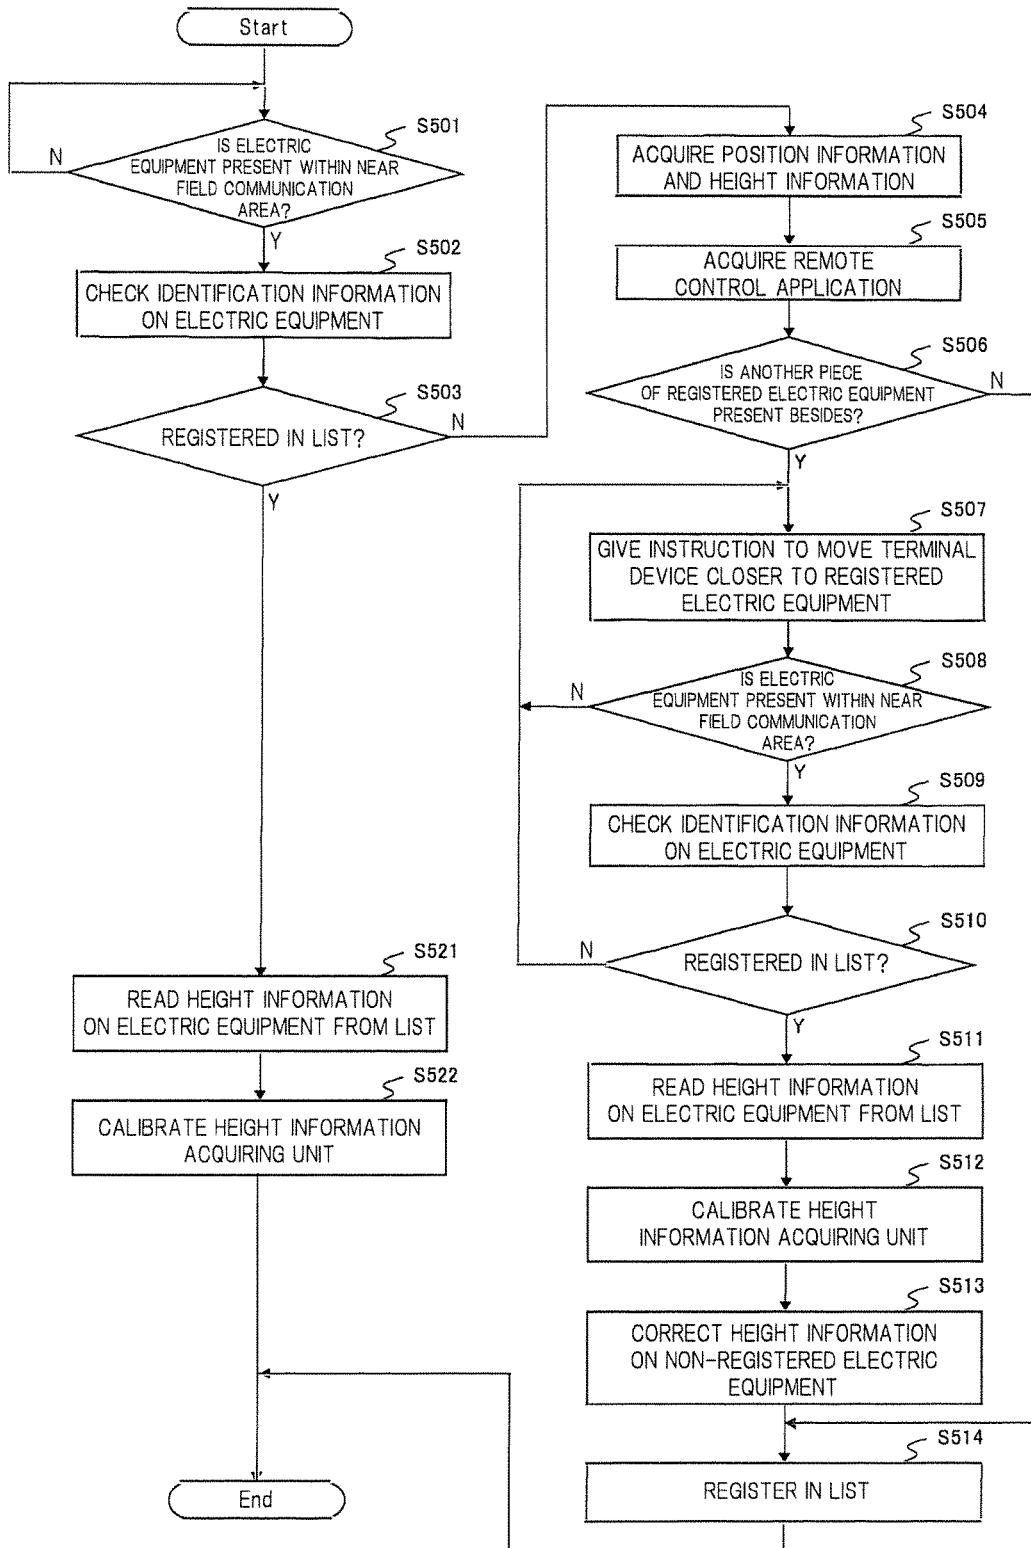 Start
S501
IS ELECTRIC
EQUIPMENT PRESENT WITHIN NEAR
FIELD COMMUNICATION
AREA?
N
Y
S502
CHECK IDENTIFICATION INFORMATION
ON ELECTRIC EQUIPMENT
S503
REGISTERED IN LIST?
N
Y
S521
READ HEIGHT INFORMATION
ON ELECTRIC EQUIPMENT FROM LIST
S522
CALIBRATE HEIGHT INFORMATION
ACQUIRING UNIT
End
S504
ACQUIRE POSITION INFORMATION
AND HEIGHT INFORMATION
S505
ACQUIRE REMOTE
CONTROL APPLICATION
S506
IS ANOTHER PIECE
OF REGISTERED ELECTRIC EQUIPMENT
PRESENT BESIDES?
N
Y
S507
GIVE INSTRUCTION TO MOVE TERMINAL
DEVICE CLOSER TO REGISTERED
ELECTRIC EQUIPMENT
S508
IS ELECTRIC
EQUIPMENT PRESENT WITHIN NEAR
FIELD COMMUNICATION
AREA?
N
Y
S509
CHECK IDENTIFICATION INFORMATION
ON ELECTRIC EQUIPMENT
S510
REGISTERED IN LIST?
N
Y
S511
READ HEIGHT INFORMATION
ON ELECTRIC EQUIPMENT FROM LIST
S512
CALIBRATE HEIGHT
INFORMATION ACQUIRING UNIT
S513
CORRECT HEIGHT INFORMATION
ON NON-REGISTERED ELECTRIC
EQUIPMENT
S514
REGISTER IN LIST